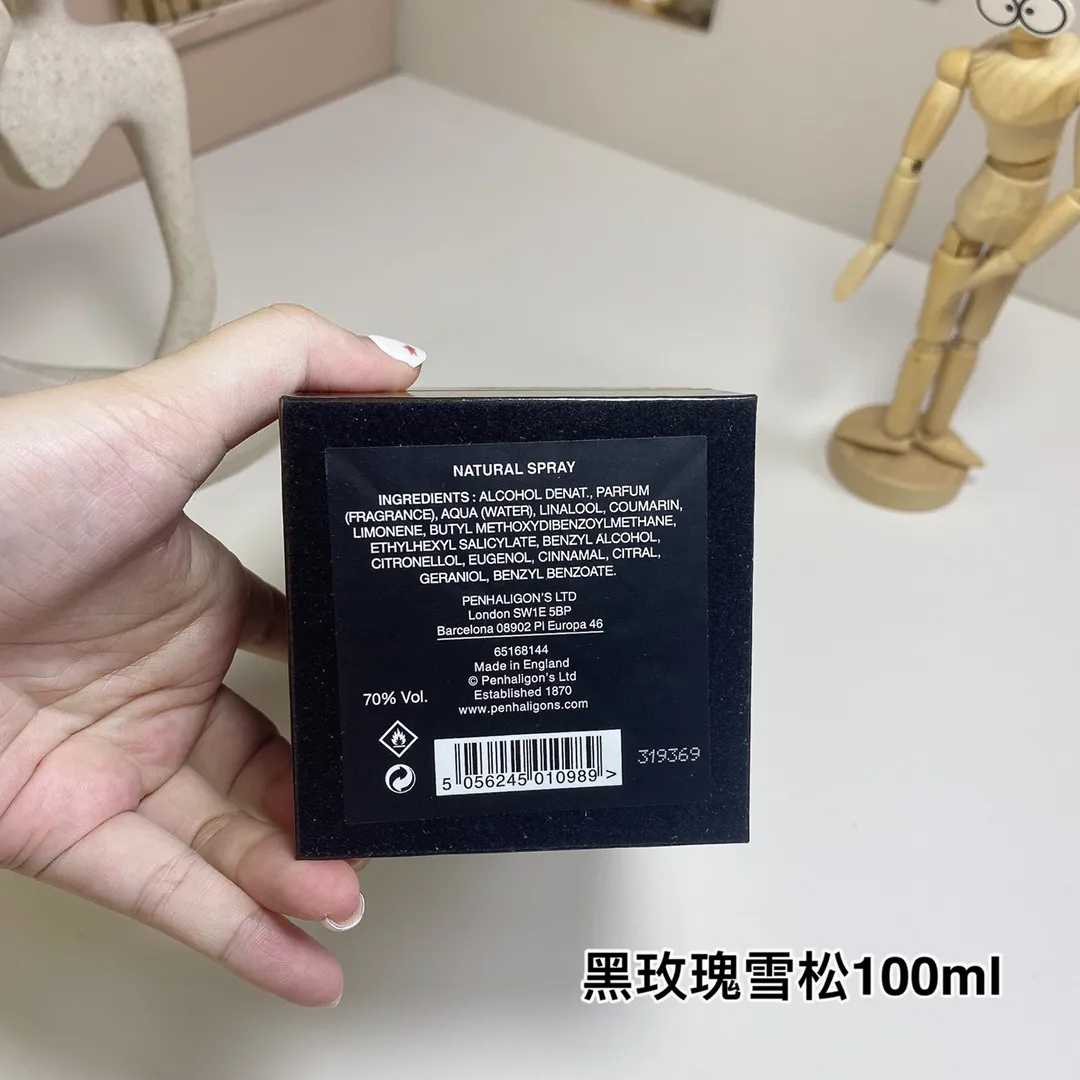 NATURAL SPRAY
INGREDIENTS : ALCOHOL DENAT., PARFUM
(FRAGRANCE), AQUA (WATER), LINALOOL, COUMARIN,
LIMONENE, BUTYL METHOXYDIBENZOYLMETHANE,
ETHYLHEXYL SALICYLATE, BENZYL ALCOHOL,
CITRONELLOL, EUGENOL, CINNAMAL, CITRAL,
GERANIOL, BENZYL BENZOATE.
PENHALIGON'S LTD
London SW1E 5BP
Barcelona 08902 Pl Europa 46
65168144
Made in England
© Penhaligon's Ltd
Established 1870
www.penhaligons.com
70% Vol.
5 056245 010989 >
319369
黑玫瑰雪松100ml